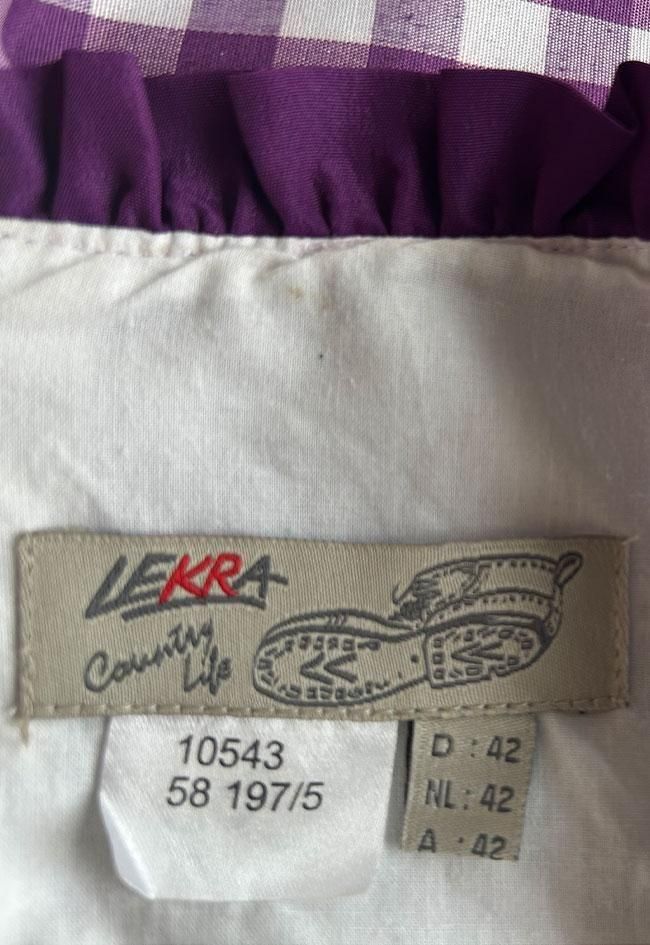 LEKRA
Country
Life
10543
58 197/5
D : 42
NL : 42
A : 42